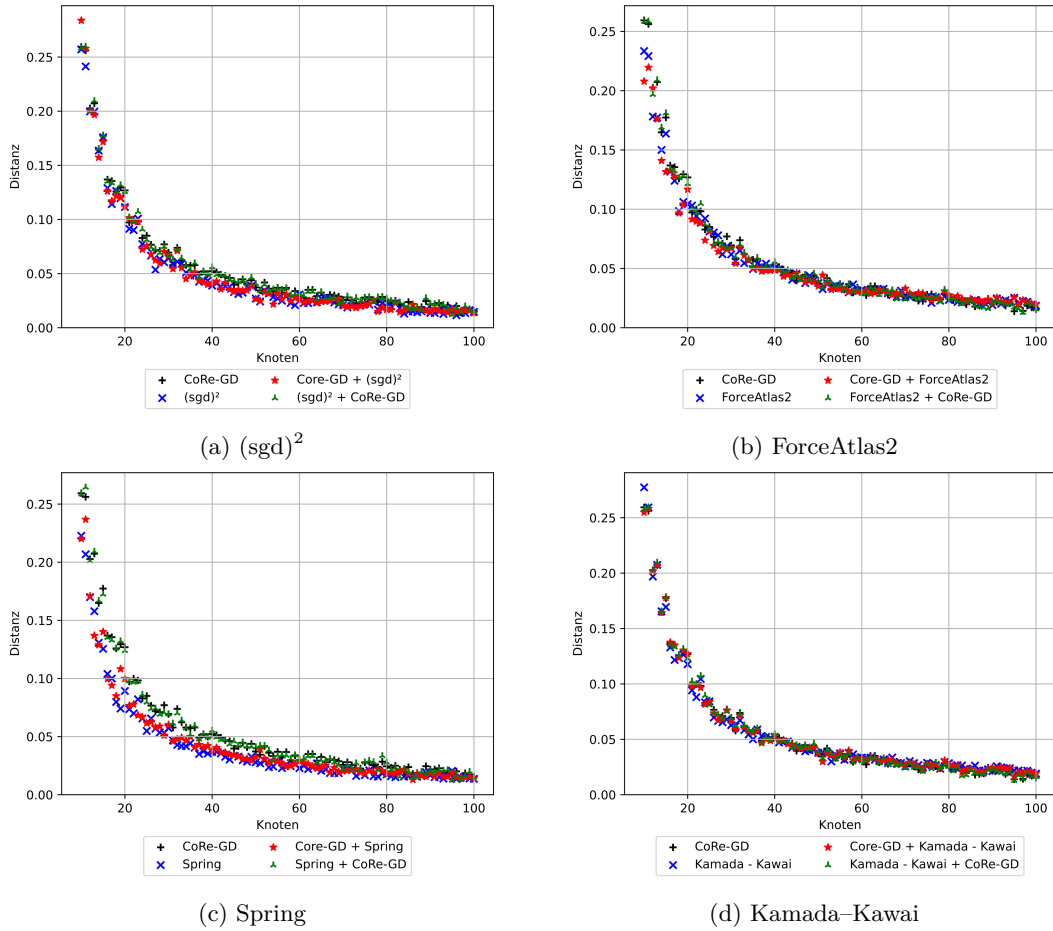 0.25
0.20
0.15
0.10
0.05
0.00
Distanz
20 40 60 80 100
Knoten
CoRe-GD Core-GD + (sgd)²
(sgd)² (sgd)² + CoRe-GD
(a) (sgd)²
0.25
0.20
0.15
0.10
0.05
0.00
Distanz
20 40 60 80 100
Knoten
CoRe-GD Core-GD + ForceAtlas2
ForceAtlas2 ForceAtlas2 + CoRe-GD
(b) ForceAtlas2
0.25
0.20
0.15
0.10
0.05
0.00
Distanz
20 40 60 80 100
Knoten
CoRe-GD Core-GD + Spring
Spring Spring + CoRe-GD
(c) Spring
0.25
0.20
0.15
0.10
0.05
0.00
Distanz
20 40 60 80 100
Knoten
CoRe-GD Core-GD + Kamada - Kawai
Kamada - Kawai Kamada - Kawai + CoRe-GD
(d) Kamada–Kawai